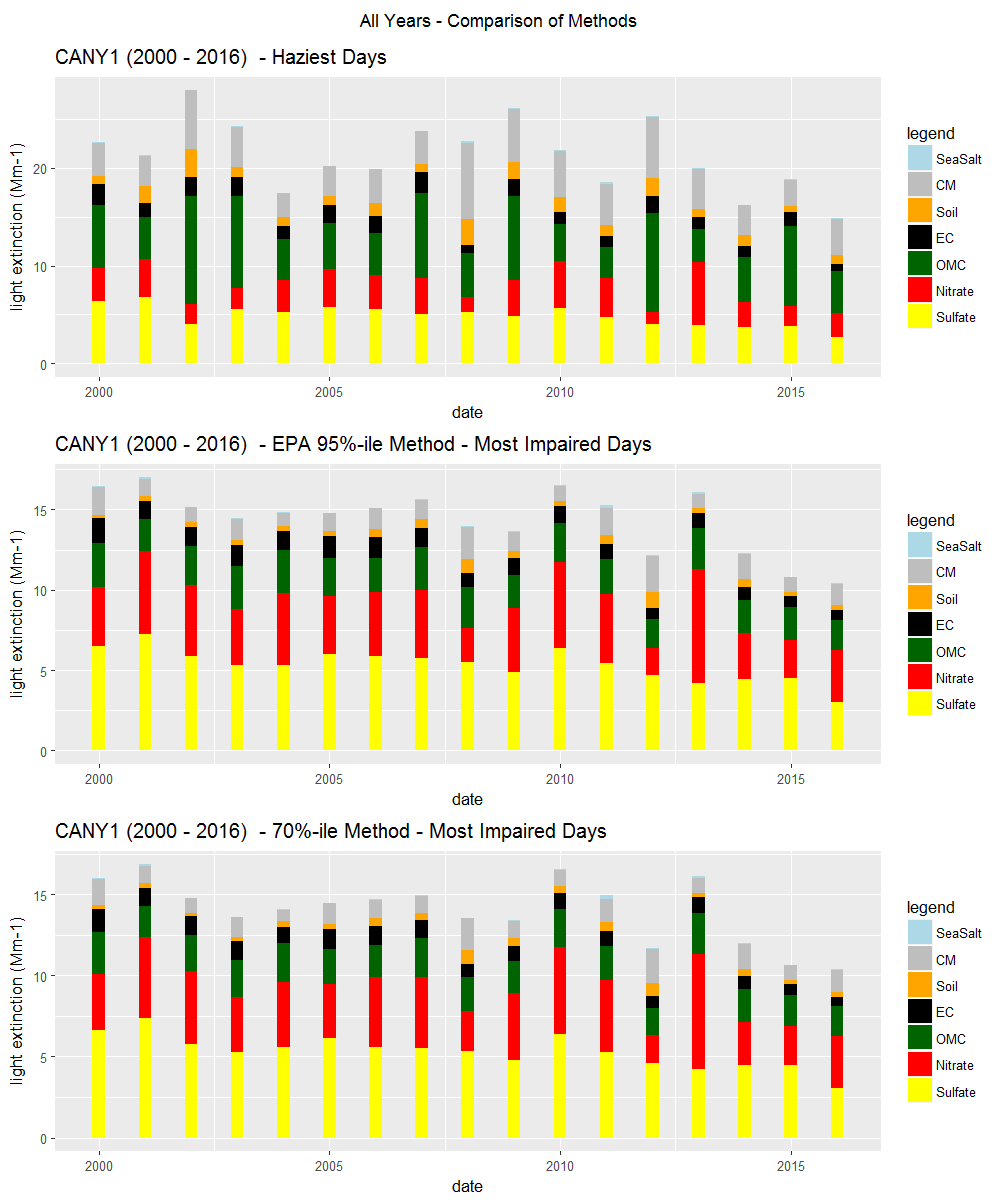 All Years - Comparison of Methods
CANY1 (2000 - 2016)  - Haziest Days
light extinction (Mm-1)
20
10
0
2000
2005
2010
2015
date
legend
SeaSalt
CM
Soil
EC
OMC
Nitrate
Sulfate
CANY1 (2000 - 2016)  - EPA 95%-ile Method - Most Impaired Days
light extinction (Mm-1)
15
10
5
0
2000
2005
2010
2015
date
legend
SeaSalt
CM
Soil
EC
OMC
Nitrate
Sulfate
CANY1 (2000 - 2016)  - 70%-ile Method - Most Impaired Days
light extinction (Mm-1)
15
10
5
0
2000
2005
2010
2015
date
legend
SeaSalt
CM
Soil
EC
OMC
Nitrate
Sulfate